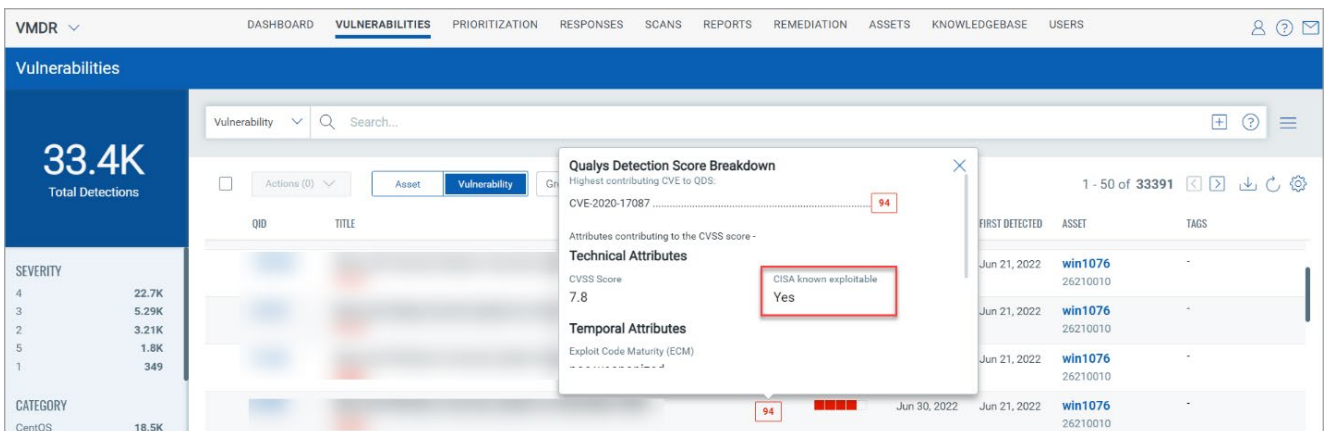 VMDR
DASHBOARD VULNERABILITIES PRIORITIZATION RESPONSES SCANS REPORTS REMEDIATION ASSETS KNOWLEDGEBASE USERS
Vulnerabilities
33.4K
Total Detections
Vulnerability Search...
Actions (0) Asset Vulnerability
1 - 50 of 33391
QID TITLE FIRST DETECTED ASSET TAGS
Qualys Detection Score Breakdown
Highest contributing CVE to QDS:
CVE-2020-17087 94
Attributes contributing to the CVSS score -
Technical Attributes
CVSS Score CISA known exploitable
7.8 Yes
Temporal Attributes
Exploit Code Maturity (ECM)
SEVERITY
4 22.7K
3 5.29K
2 3.21K
5 1.8K
1 349
CATEGORY
CentOS 18.5K
Jun 21, 2022 win1076 -
26210010
Jun 21, 2022 win1076 -
26210010
Jun 21, 2022 win1076 -
26210010
94 Jun 30, 2022 Jun 21, 2022 win1076 -
26210010